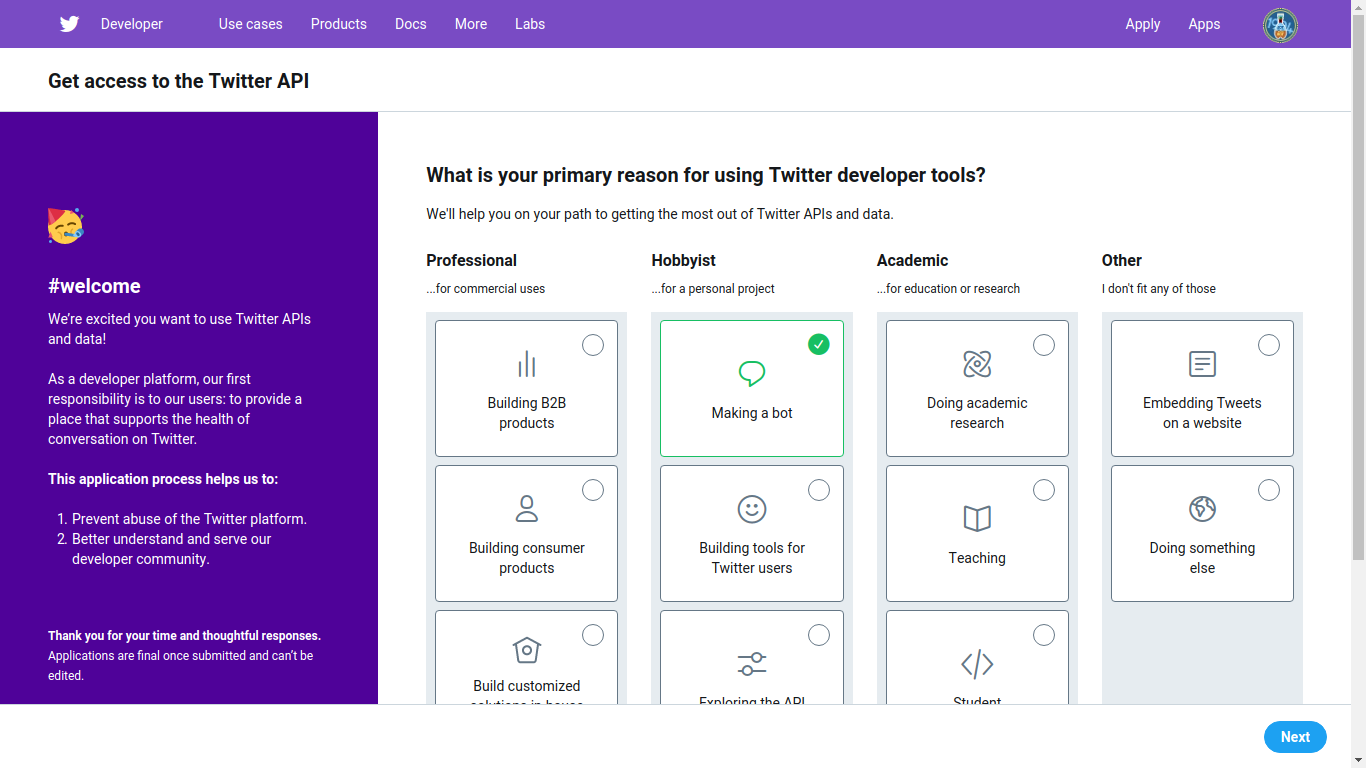 Developer
Use cases
Products
Docs
More
Labs
Apply
Apps
Get access to the Twitter API
#welcome
We’re excited you want to use Twitter APIs
and data!
As a developer platform, our first
responsibility is to our users: to provide a
place that supports the health of
conversation on Twitter.
This application process helps us to:
1. Prevent abuse of the Twitter platform.
2. Better understand and serve our
developer community.
Thank you for your time and thoughtful responses.
Applications are final once submitted and can’t be
edited.
What is your primary reason for using Twitter developer tools?
We'll help you on your path to getting the most out of Twitter APIs and data.
Professional
...for commercial uses
Building B2B
products
Building consumer
products
Build customized
solutions in house
Hobbyist
...for a personal project
Making a bot
Building tools for
Twitter users
Exploring the API
Academic
...for education or research
Doing academic
research
Teaching
Student
Other
I don't fit any of those
Embedding Tweets
on a website
Doing something
else
Next